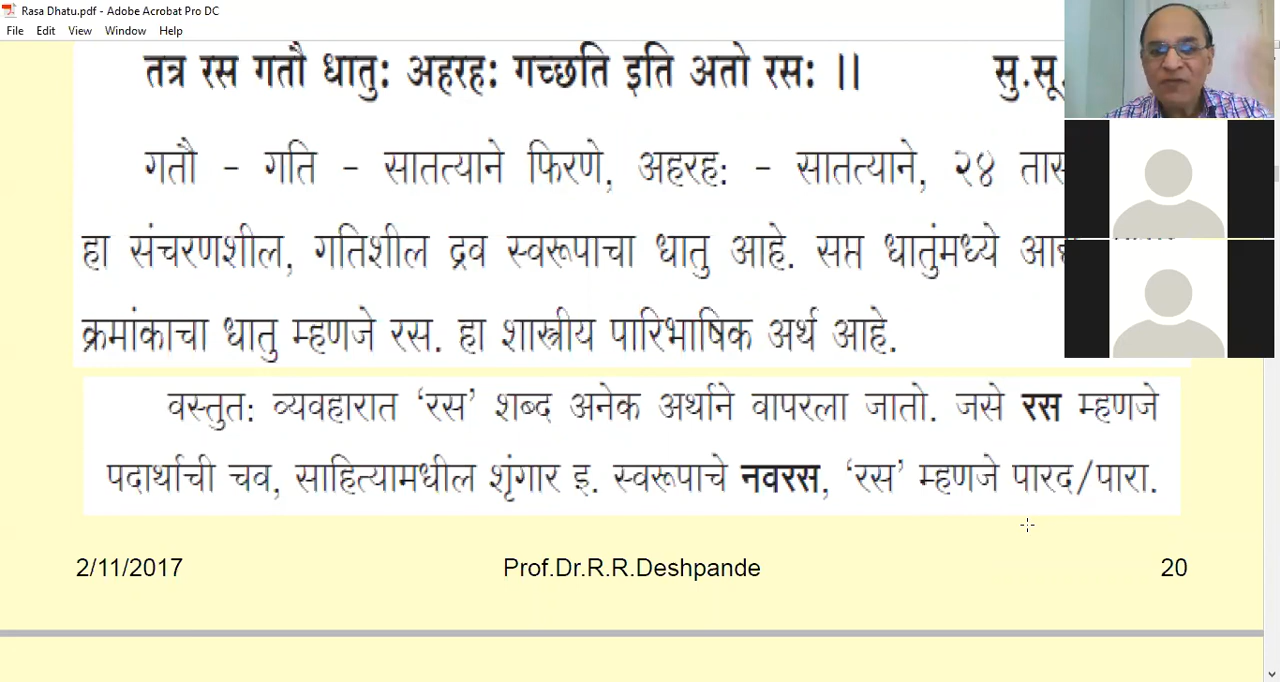 Rasa Dhatu.pdf - Adobe Acrobat Pro DC
File Edit View Window Help
तत्र रस गतौ धातुः अहरहः गच्छति इति अतो रसः ।। सु.सू.
गतौ - गति - सातत्याने फिरणे, अहरहः - सातत्याने, २४
हा संचरणशील, गतिशील द्रव स्वरूपाचा धातु आहे. सप्त धातुंमध्ये
क्रमांकाचा धातु म्हणजे रस. हा शास्त्रीय पारिभाषिक अर्थ आहे.
वस्तुतः व्यवहारात ‘रस’ शब्द अनेक अर्थाने वापरला जातो. जसे रस म्हणजे
पदार्थाची चव, साहित्यामधील शृंगार इ. स्वरूपाचे नवरस, ‘रस’ म्हणजे पारद/पारा.
2/11/2017 Prof.Dr.R.R.Deshpande 20